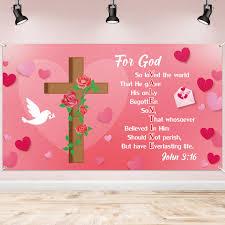 For God
So loVed the world
That He gAve
His onLy
BegottEn
SoN
That whosoever
Believed In Him
Should Not perish,
But have Everlasting life.
John 3:16